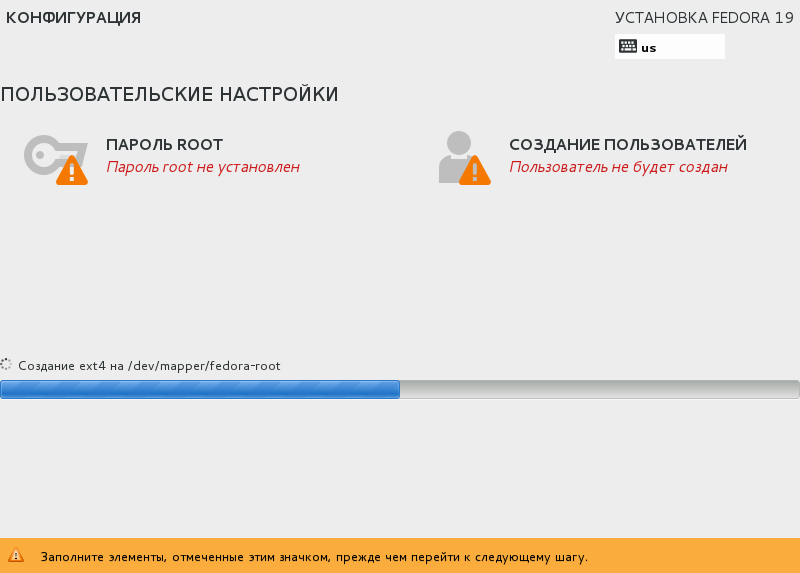 КОНФИГУРАЦИЯ
УСТАНОВКА FEDORA 19
us
ПОЛЬЗОВАТЕЛЬСКИЕ НАСТРОЙКИ
ПАРОЛЬ ROOT
Пароль root не установлен
СОЗДАНИЕ ПОЛЬЗОВАТЕЛЕЙ
Пользователь не будет создан
Создание ext4 на /dev/mapper/fedora-root
Заполните элементы, отмеченные этим значком, прежде чем перейти к следующему шагу.